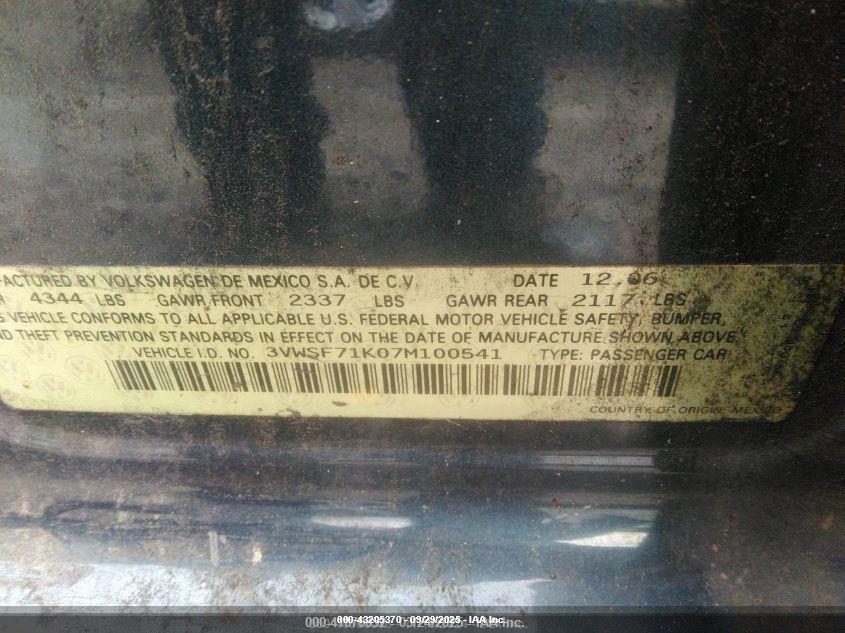 FACTURED BY VOLKSWAGEN DE MEXICO S.A. DE C.V. DATE 12.06
4344 LBS GAWR FRONT 2337 LBS GAWR REAR 2117 LBS
VEHICLE CONFORMS TO ALL APPLICABLE U.S. FEDERAL MOTOR VEHICLE SAFETY, BUMPER,
THEFT PREVENTION STANDARDS IN EFFECT ON THE DATE OF MANUFACTURE SHOWN ABOVE.
VEHICLE I.D. NO. 3VWSF71K07M100541 TYPE: PASSENGER CAR
COUNTRY OF ORIGIN: MEXICO
000-43205370 - 09/29/2025 - IAA Inc.